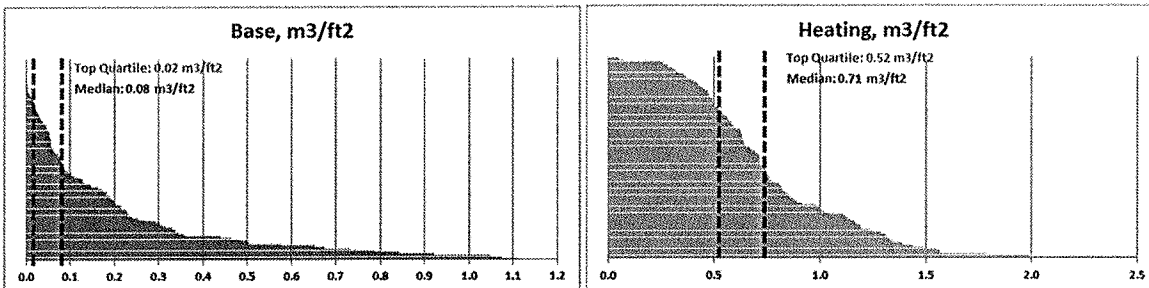 Base, m3/ft2
Top Quartile: 0.02 m3/ft2
Median: 0.08 m3/ft2
0.0 0.1 0.2 0.3 0.4 0.5 0.6 0.7 0.8 0.9 1.0 1.1 1.2
Heating, m3/ft2
Top Quartile: 0.52 m3/ft2
Median: 0.71 m3/ft2
0.0 0.5 1.0 1.5 2.0 2.5